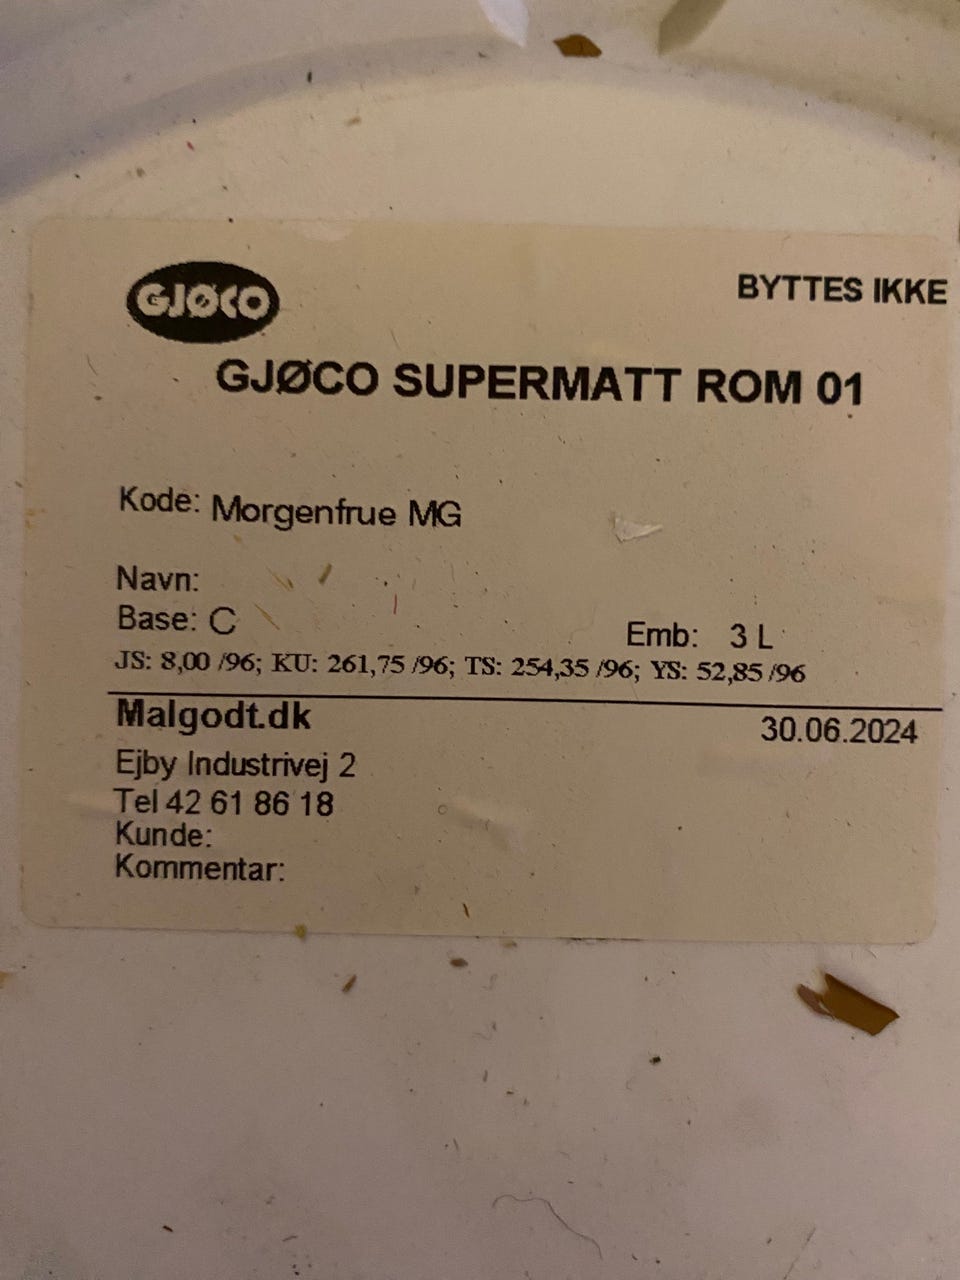 GJØCO
BYTTES IKKE
GJØCO SUPERMATT ROM 01
Kode: Morgenfrue MG
Navn:
Base: C
Emb: 3 L
JS: 8,00 /96; KU: 261,75 /96; TS: 254,35 /96; YS: 52,85 /96
Malgodt.dk
30.06.2024
Ejby Industrivej 2
Tel 42 61 86 18
Kunde:
Kommentar: